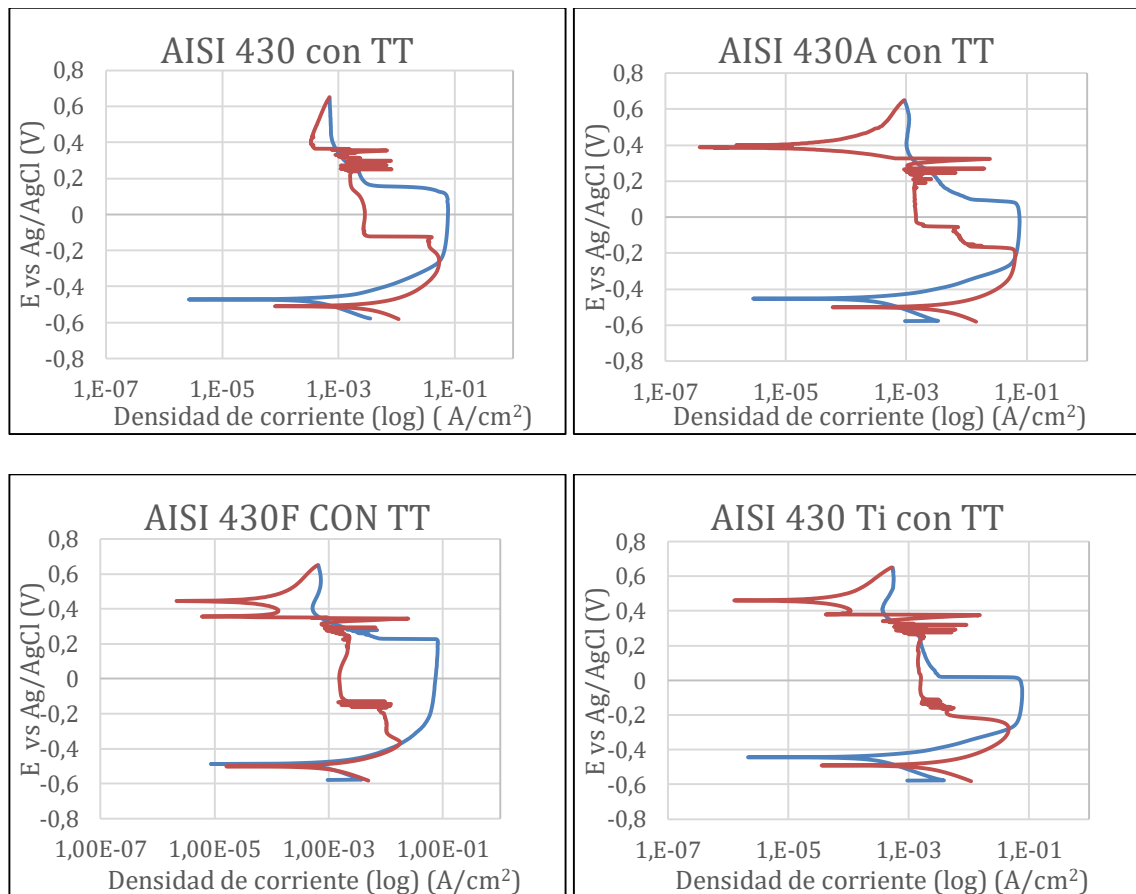 AISI 430 con TT
E vs Ag/AgCl (V)
0,8
0,6
0,4
0,2
0
-0,2
-0,4
-0,6
-0,8
1,E-07 1,E-05 1,E-03 1,E-01
Densidad de corriente (log) ( A/cm²)
AISI 430A con TT
E vs Ag/AgCl (V)
0,8
0,6
0,4
0,2
0
-0,2
-0,4
-0,6
-0,8
1,E-07 1,E-05 1,E-03 1,E-01
Densidad de corriente (log) (A/cm²)
AISI 430F CON TT
E vs Ag/AgCl (V)
0,8
0,6
0,4
0,2
0
-0,2
-0,4
-0,6
-0,8
1,00E-07 1,00E-05 1,00E-03 1,00E-01
Densidad de corriente (log) (A/cm²)
AISI 430 Ti con TT
E vs Ag/AgCl (V)
0,8
0,6
0,4
0,2
0
-0,2
-0,4
-0,6
-0,8
1,E-07 1,E-05 1,E-03 1,E-01
Densidad de corriente (log) (A/cm²)